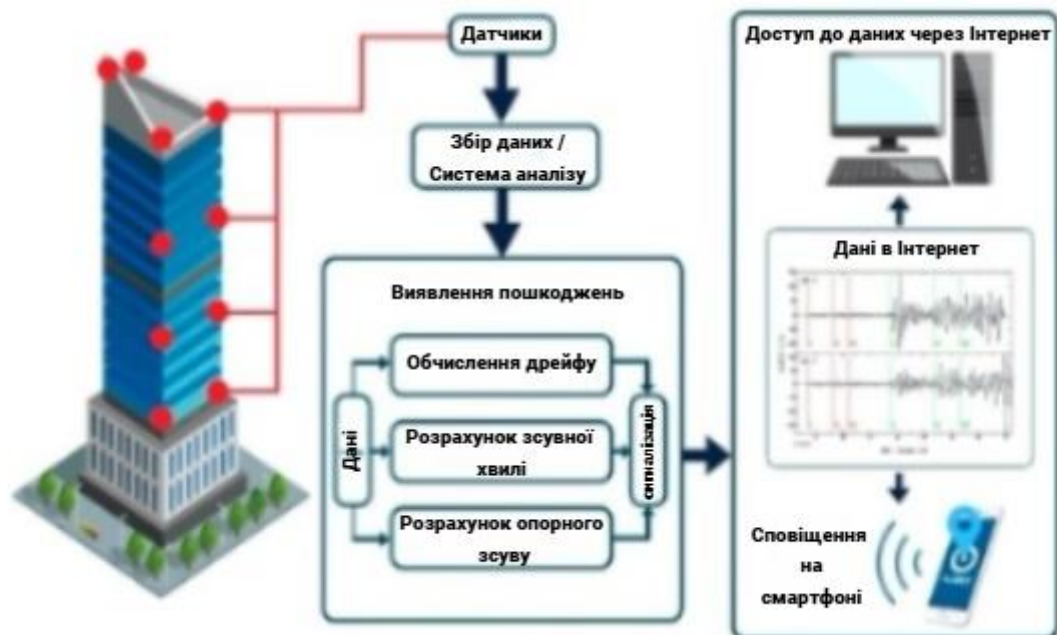 Датчики
Збір даних /
Система аналізу
Виявлення пошкоджень
Дані
Обчислення дрейфу
Розрахунок зсувної
хвилі
Розрахунок опорного
зсуву
сигналізація
Доступ до даних через Інтернет
Дані в Інтернет
Сповіщення
на
смартфоні